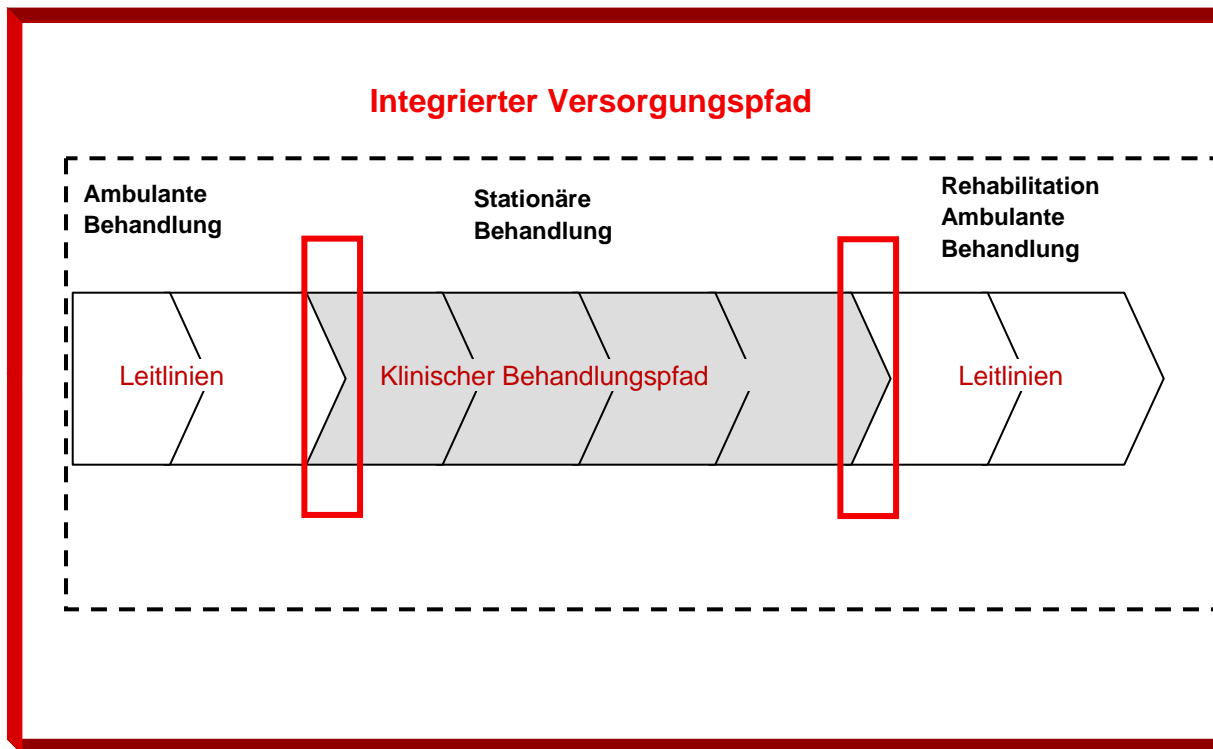 Integrierter Versorgungspfad
Ambulante
Behandlung
Stationäre
Behandlung
Rehabilitation
Ambulante
Behandlung
Leitlinien
Klinischer Behandlungspfad
Leitlinien